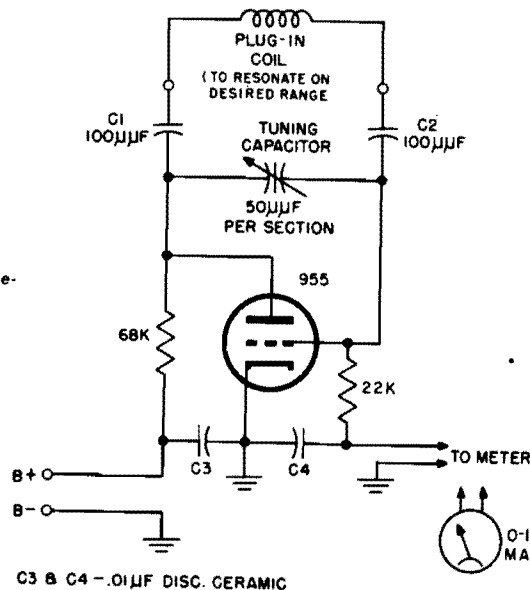 PLUG-IN
COIL
(TO RESONATE ON
DESIRED RANGE
C1
100µµF
TUNING
CAPACITOR
C2
100µµF
50µµF
PER SECTION
e-
955
68K
22K
C3
C4
TO METER
B+
B-
0-1
MA
C3 & C4 - .01µF DISC. CERAMIC